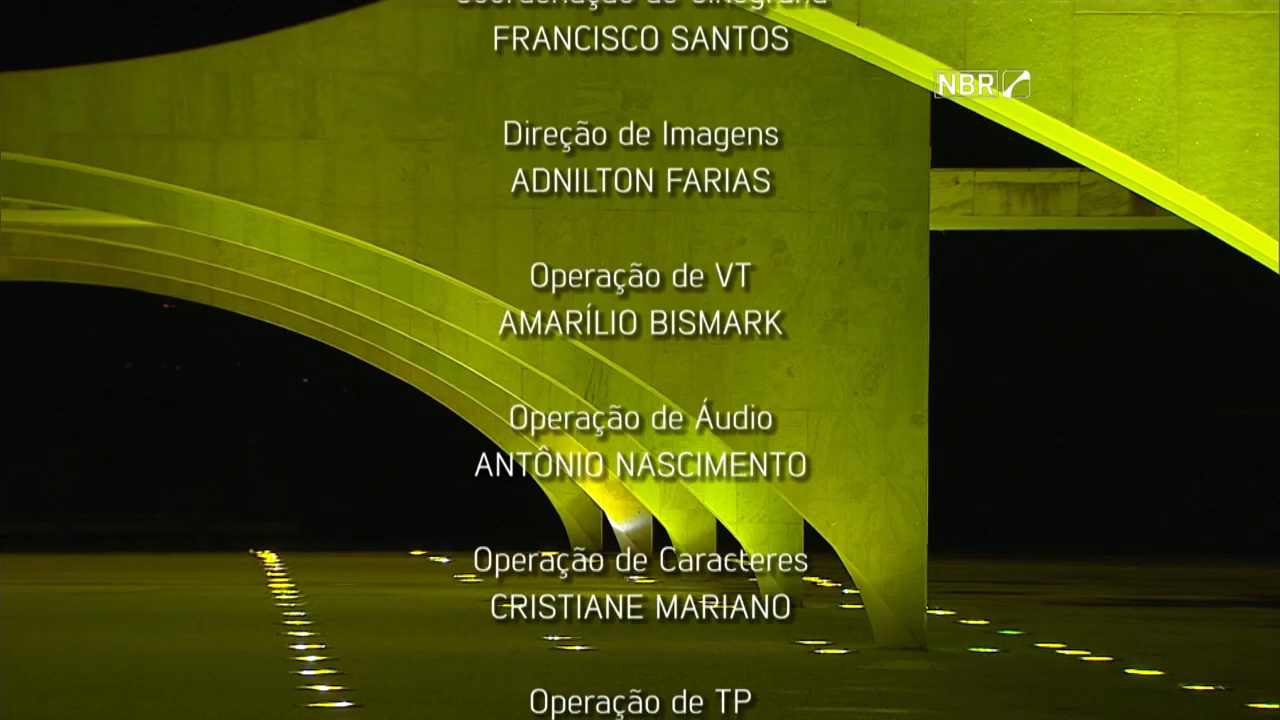 FRANCISCO SANTOS
NBR
Direção de Imagens
ADNILTON FARIAS
Operação de VT
AMARÍLIO BISMARK
Operação de Áudio
ANTÔNIO NASCIMENTO
Operação de Caracteres
CRISTIANE MARIANO
Operação de TP